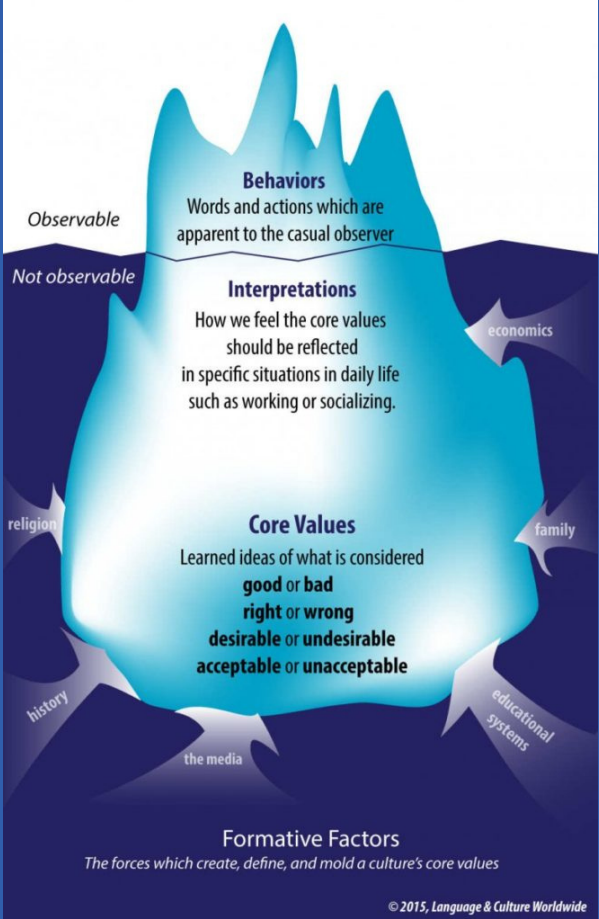 Behaviors
Words and actions which are
apparent to the casual observer
Observable
Not observable
Interpretations
How we feel the core values
should be reflected
in specific situations in daily life
such as working or socializing.
economics
religion
family
Core Values
Learned ideas of what is considered
good or bad
right or wrong
desirable or undesirable
acceptable or unacceptable
history
educational
systems
the media
Formative Factors
The forces which create, define, and mold a culture's core values
© 2015, Language & Culture Worldwide